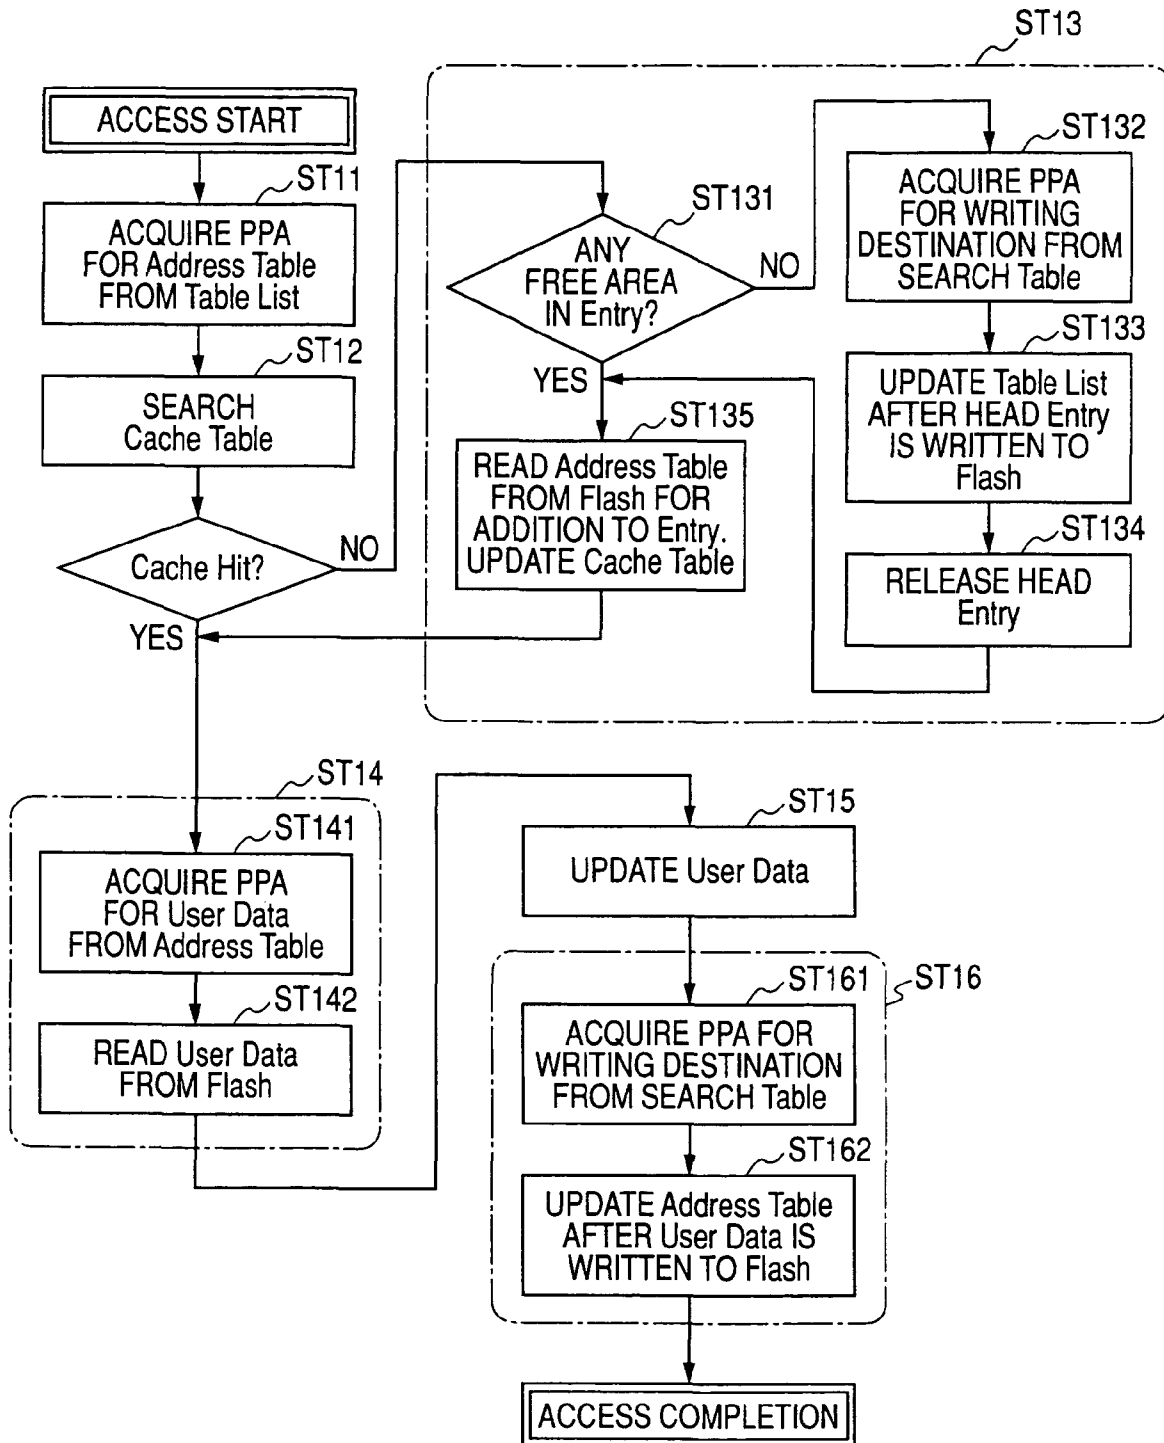 ST13
ACCESS START
ST11
ACQUIRE PPA
FOR Address Table
FROM Table List
ST12
SEARCH
Cache Table
Cache Hit?
NO
YES
ST131
ANY
FREE AREA
IN Entry?
NO
YES
ST132
ACQUIRE PPA
FOR WRITING
DESTINATION FROM
SEARCH Table
ST133
UPDATE Table List
AFTER HEAD Entry
IS WRITTEN TO
Flash
ST134
RELEASE HEAD
Entry
ST135
READ Address Table
FROM Flash FOR
ADDITION TO Entry.
UPDATE Cache Table
ST14
ST141
ACQUIRE PPA
FOR User Data
FROM Address Table
ST142
READ User Data
FROM Flash
ST15
UPDATE User Data
ST16
ST161
ACQUIRE PPA FOR
WRITING DESTINATION
FROM SEARCH Table
ST162
UPDATE Address Table
AFTER User Data IS
WRITTEN TO Flash
ACCESS COMPLETION